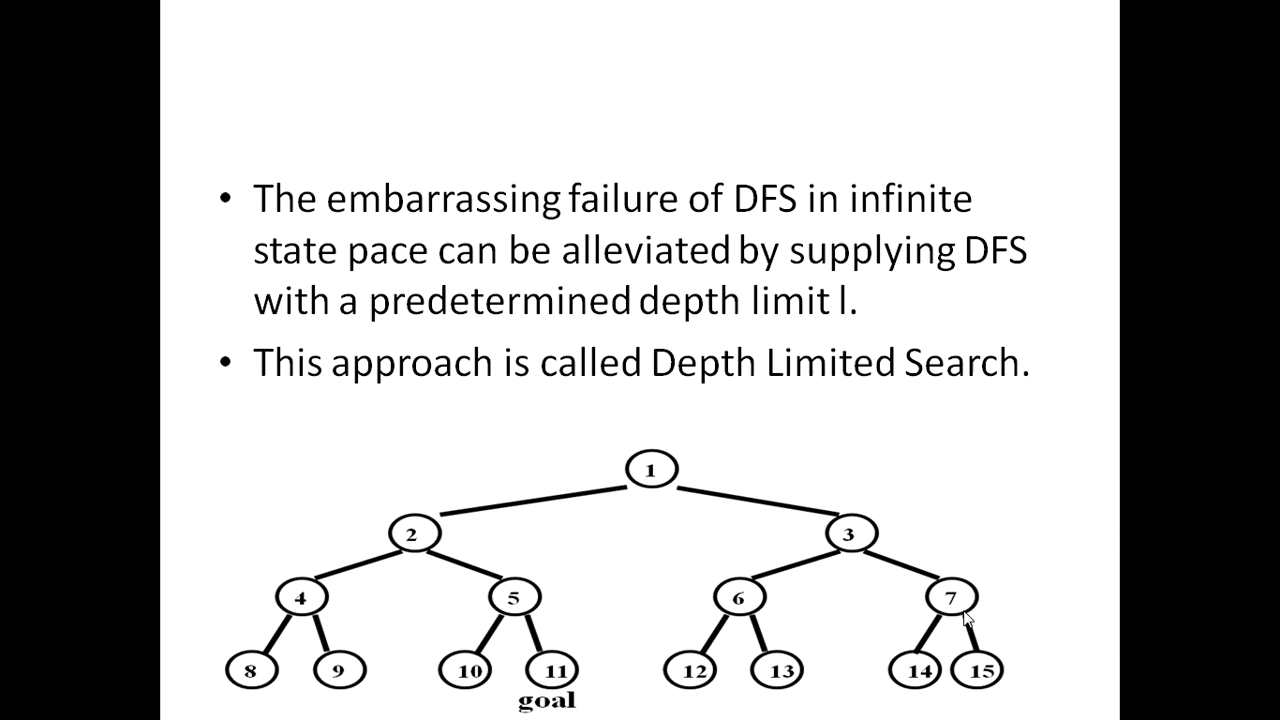 • The embarrassing failure of DFS in infinite
state pace can be alleviated by supplying DFS
with a predetermined depth limit l.
• This approach is called Depth Limited Search.
1
2 3
4 5 6 7
8 9 10 11 12 13 14 15
goal